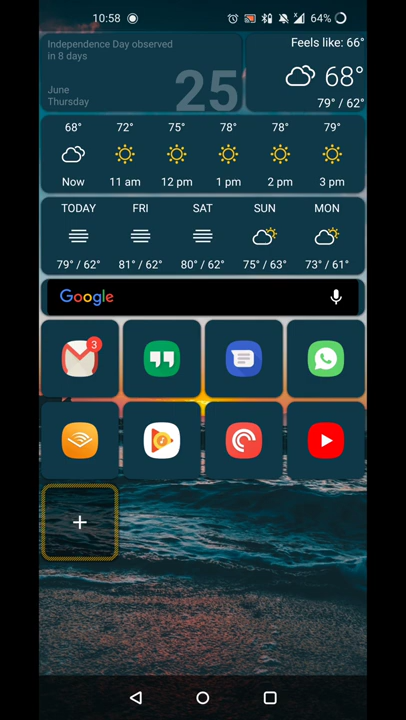 10:58
64%
Independence Day observed
in 8 days
June
Thursday
25
Feels like: 66°
68°
79° / 62°
68° 72° 75° 78° 78° 79°
Now 11 am 12 pm 1 pm 2 pm 3 pm
TODAY FRI SAT SUN MON
79° / 62° 81° / 62° 80° / 62° 75° / 63° 73° / 61°
Google
3
+